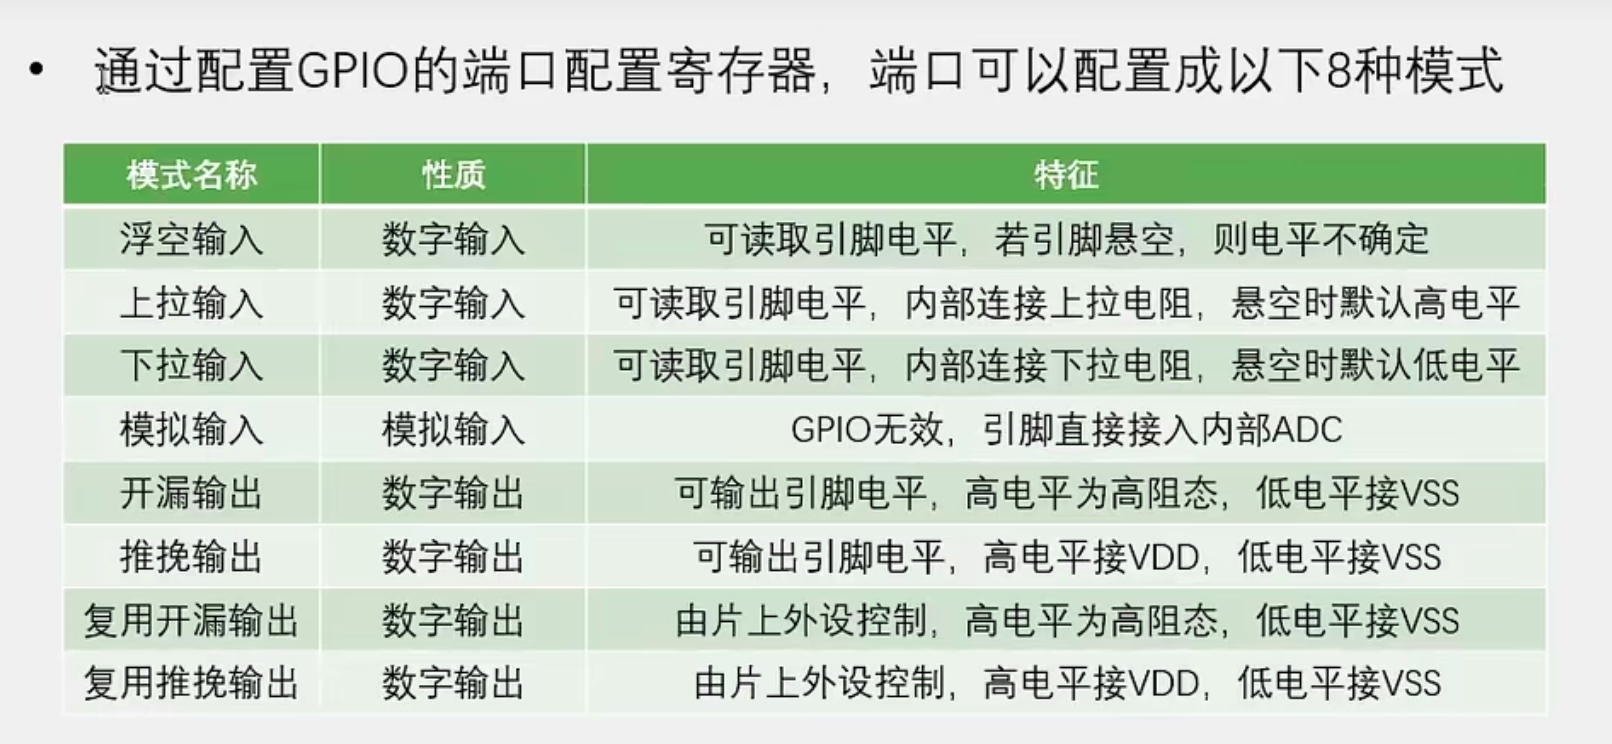 • 通过配置GPIO的端口配置寄存器，端口可以配置成以下8种模式
模式名称 性质 特征
浮空输入 数字输入 可读取引脚电平，若引脚悬空，则电平不确定
上拉输入 数字输入 可读取引脚电平，内部连接上拉电阻，悬空时默认高电平
下拉输入 数字输入 可读取引脚电平，内部连接下拉电阻，悬空时默认低电平
模拟输入 模拟输入 GPIO无效，引脚直接接入内部ADC
开漏输出 数字输出 可输出引脚电平，高电平为高阻态，低电平接VSS
推挽输出 数字输出 可输出引脚电平，高电平接VDD，低电平接VSS
复用开漏输出 数字输出 由片上外设控制，高电平为高阻态，低电平接VSS
复用推挽输出 数字输出 由片上外设控制，高电平接VDD，低电平接VSS